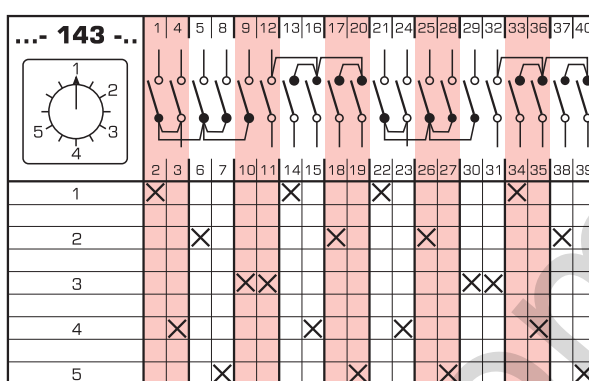 ...- 143 -.. 1 4 5 8 9 12 13 16 17 20 21 24 25 28 29 32 33 36 37 40
1
2
3
4
5
2 3 6 7 10 11 14 15 18 19 22 23 26 27 30 31 34 35 38 39
1 X X X X
2 X X X X
3 X X X X
4 X X X X
5 X X X X
om